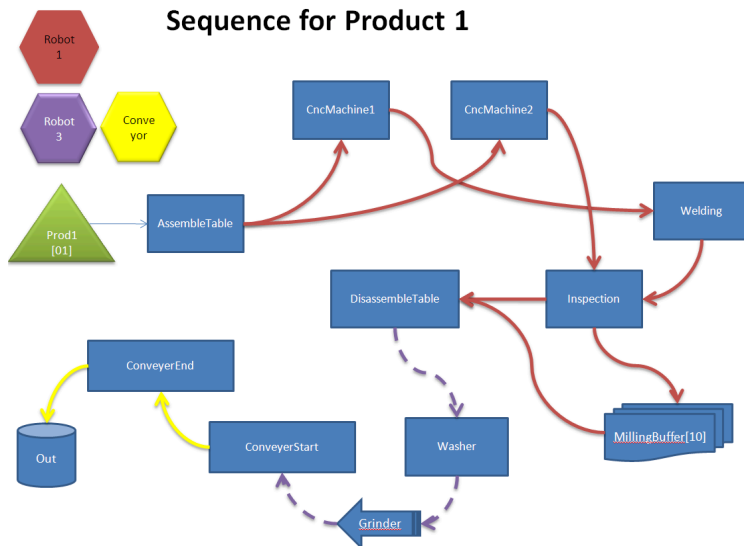 Sequence for Product 1
Robot
1
Robot
3
Conve
yor
CncMachine1
CncMachine2
Prod1
[01]
AssembleTable
Welding
DisassembleTable
Inspection
ConveyerEnd
MillingBuffer[10]
Out
ConveyerStart
Washer
Grinder